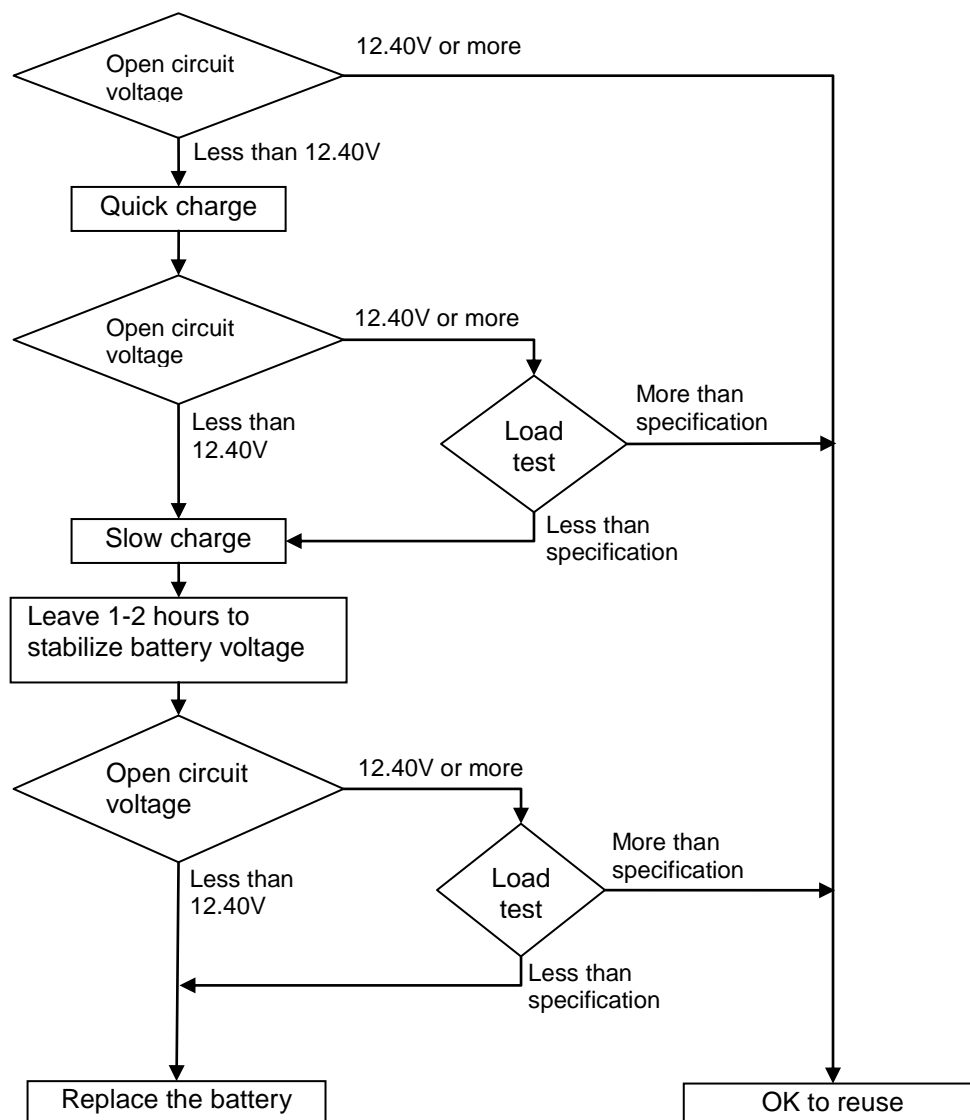 12.40V or more
Open circuit
voltage
Less than 12.40V
Quick charge
12.40V or more
Open circuit
voltage
More than
specification
Less than
12.40V
Load
test
Less than
specification
Slow charge
Leave 1-2 hours to
stabilize battery voltage
12.40V or more
Open circuit
voltage
More than
specification
Less than
12.40V
Load
test
Less than
specification
Replace the battery
OK to reuse